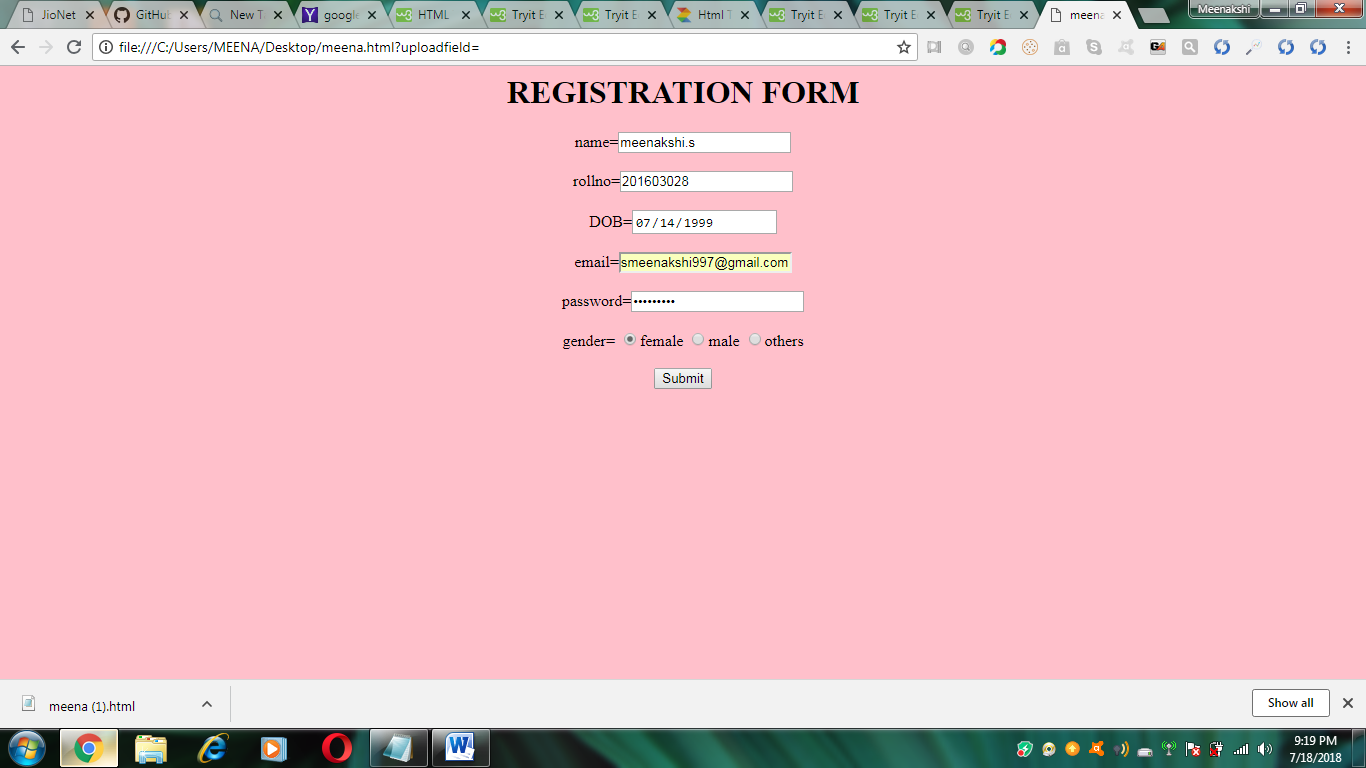 JioNet GitHub New T google HTML Tryit E Tryit E Html T Tryit E Tryit E Tryit E meena Meenakshi
file:///C:/Users/MEENA/Desktop/meena.html?uploadfield=
REGISTRATION FORM
name=meenakshi.s
rollno=201603028
DOB=07/14/1999
email=smeenakshi997@gmail.com
password=•••••••••
gender= female male others
Submit
meena (1).html Show all
9:19 PM
7/18/2018